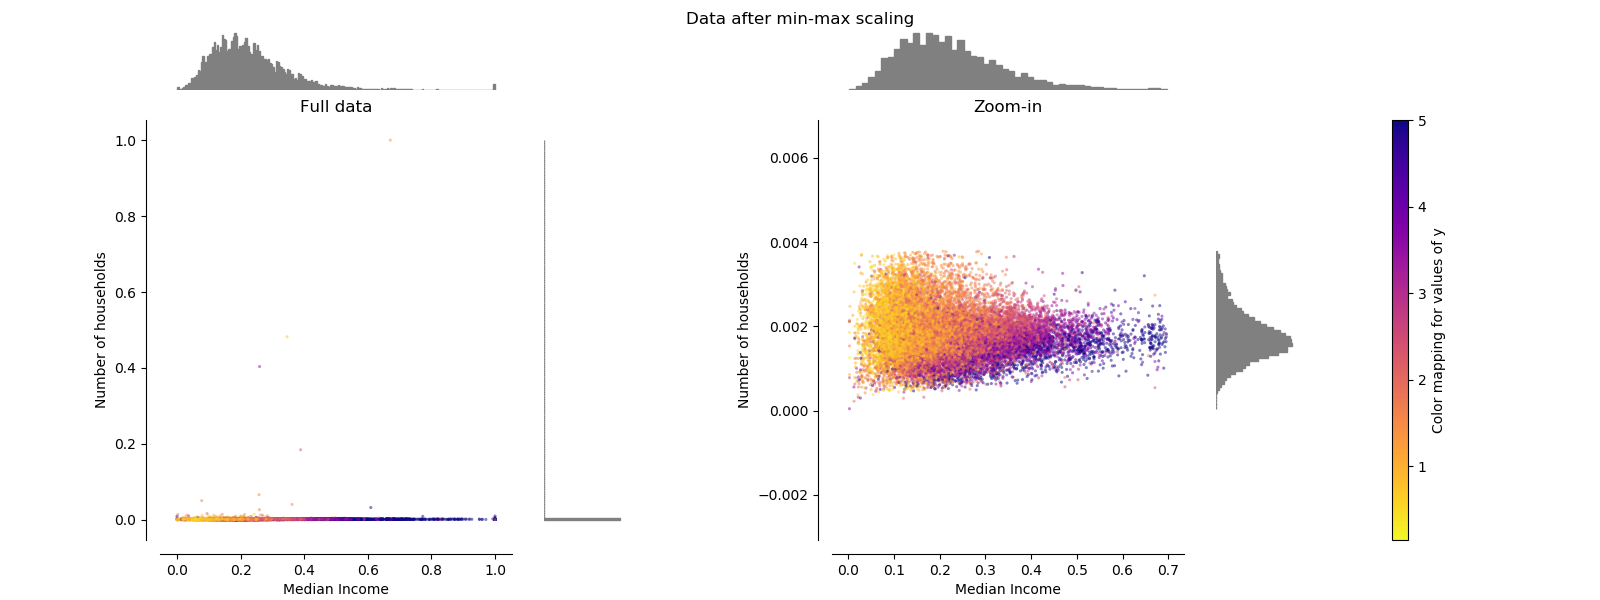 Data after min-max scaling
Full data
1.0
0.8
0.6
0.4
0.2
0.0
Number of households
0.0 0.2 0.4 0.6 0.8 1.0
Median Income
Zoom-in
0.006
0.004
0.002
0.000
−0.002
Number of households
0.0 0.1 0.2 0.3 0.4 0.5 0.6 0.7
Median Income
5
4
3
2
1
Color mapping for values of y